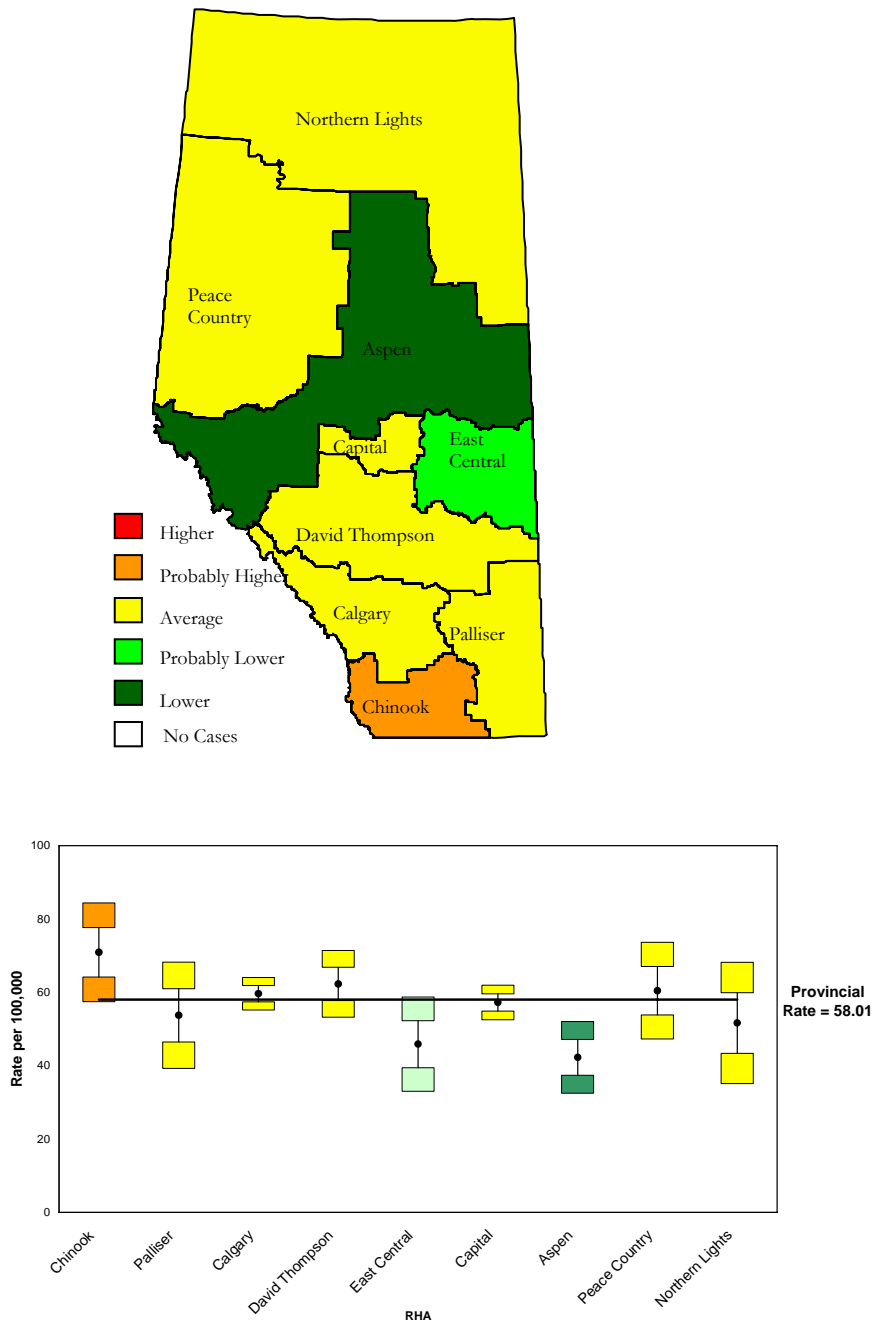 Northern Lights
Peace
Country
Aspen
Capital
East
Central
David Thompson
Calgary
Palliser
Chinook
Higher
Probably Higher
Average
Probably Lower
Lower
No Cases
100
80
60
40
20
0
Rate per 100,000
Provincial
Rate = 58.01
Chinook
Palliser
Calgary
David Thompson
East Central
Capital
Aspen
Peace Country
Northern Lights
RHA